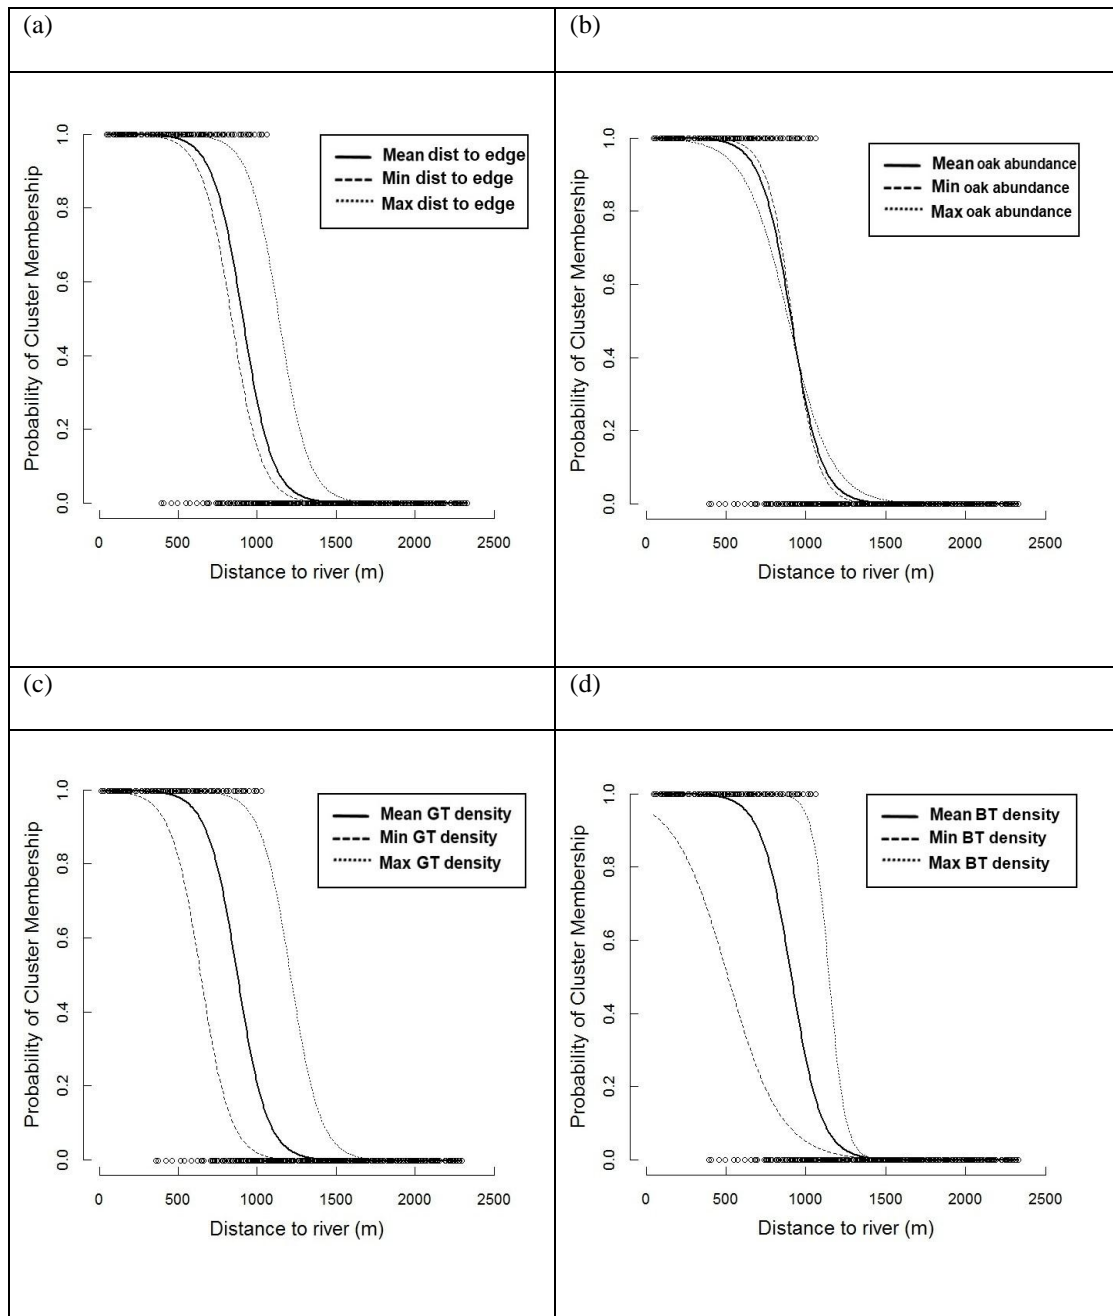 (a)
1.0
0.8
0.6
0.4
0.2
0.0
Probability of Cluster Membership
Mean dist to edge
Min dist to edge
Max dist to edge
0 500 1000 1500 2000 2500
Distance to river (m)
(b)
1.0
0.8
0.6
0.4
0.2
0.0
Probability of Cluster Membership
Mean oak abundance
Min oak abundance
Max oak abundance
0 500 1000 1500 2000 2500
Distance to river (m)
(c)
1.0
0.8
0.6
0.4
0.2
0.0
Probability of Cluster Membership
Mean GT density
Min GT density
Max GT density
0 500 1000 1500 2000 2500
Distance to river (m)
(d)
1.0
0.8
0.6
0.4
0.2
0.0
Probability of Cluster Membership
Mean BT density
Min BT density
Max BT density
0 500 1000 1500 2000 2500
Distance to river (m)